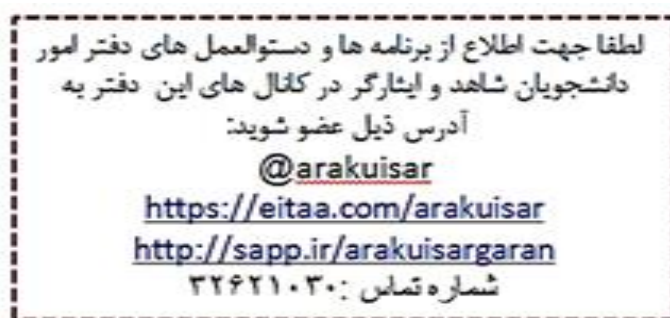 لطفا جهت اطلاع از برنامه ها و دستوالعمل های دفتر امور
دانشجویان شاهد و ایثارگر در کانال های این دفتر به
آدرس ذیل عضو شوید:
@arakuisar
https://eitaa.com/arakuisar
http://sapp.ir/arakuisargaran
شماره تماس :۳۲۶۲۱۰۳۰